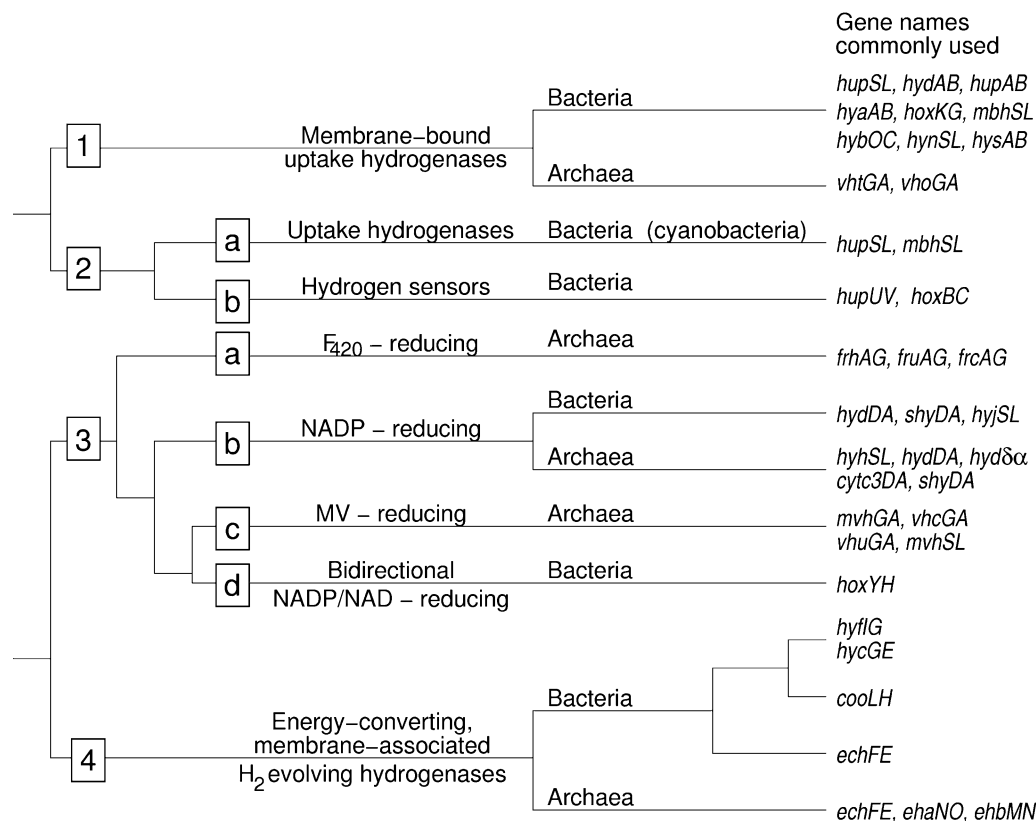 Gene names
commonly used
hupSL, hydAB, hupAB
Bacteria
hyaAB, hoxKG, mbhSL
1
Membrane−bound
uptake hydrogenases
hybOC, hynSL, hysAB
Archaea
vhtGA, vhoGA
2
a
Uptake hydrogenases
Bacteria (cyanobacteria)
hupSL, mbhSL
b
Hydrogen sensors
Bacteria
hupUV, hoxBC
a
F420 − reducing
Archaea
frhAG, fruAG, frcAG
3
b
NADP − reducing
Bacteria
hydDA, shyDA, hyjSL
Archaea
hyhSL, hydDA, hydδα
cytc3DA, shyDA
c
MV − reducing
Archaea
mvhGA, vhcGA
vhuGA, mvhSL
d
Bidirectional
NADP/NAD − reducing
Bacteria
hoxYH
4
Energy−converting,
membrane−associated
H2 evolving hydrogenases
Bacteria
hyfIG
hycGE
cooLH
echFE
Archaea
echFE, ehaNO, ehbMN